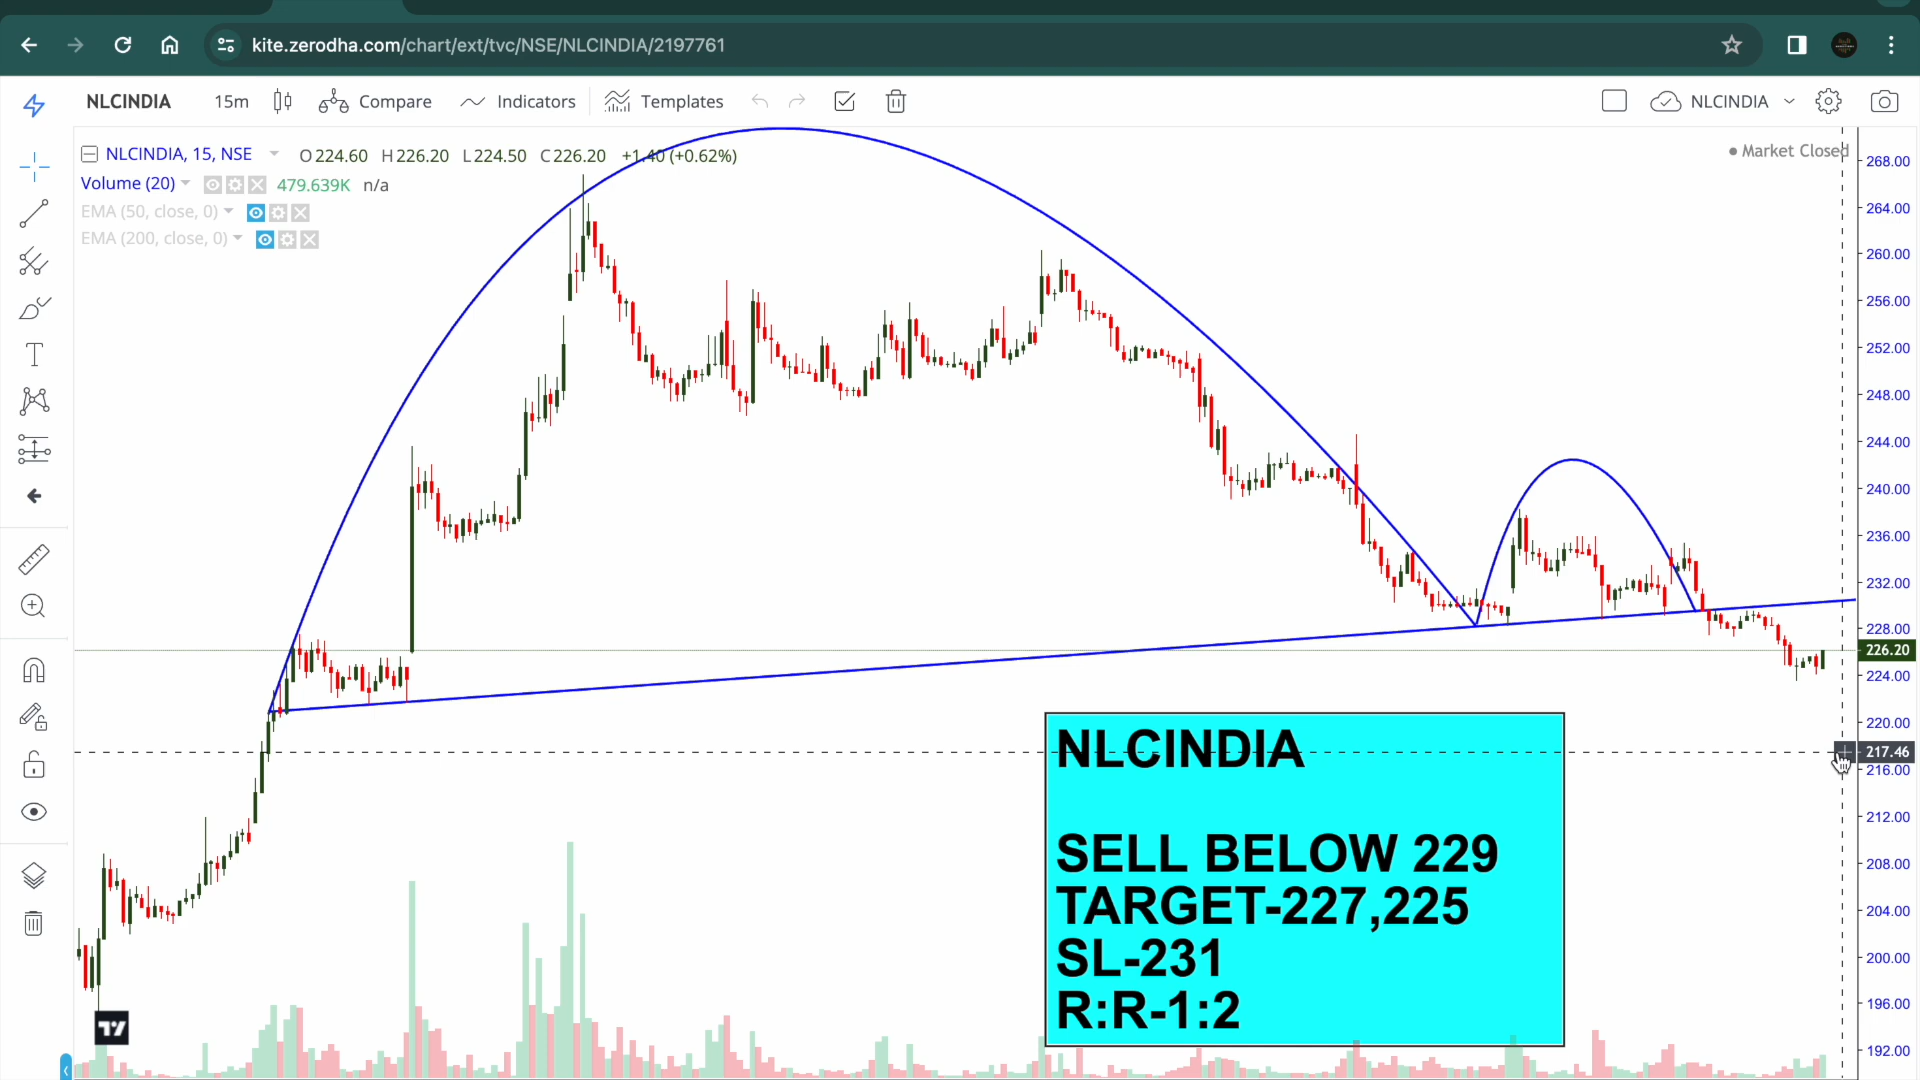 kite.zerodha.com/chart/ext/tvc/NSE/NLCINDIA/2197761
NLCINDIA 15m Compare Indicators Templates NLCINDIA
NLCINDIA, 15, NSE O224.60 H226.20 L224.50 C226.20 +1.40 (+0.62%)
Market Closed
Volume (20) 479.639K n/a
EMA (50, close, 0)
EMA (200, close, 0)
268.00
264.00
260.00
256.00
252.00
248.00
244.00
240.00
236.00
232.00
228.00
226.20
224.00
220.00
217.46
216.00
212.00
208.00
204.00
200.00
196.00
192.00
NLCINDIA
SELL BELOW 229
TARGET-227,225
SL-231
R:R-1:2